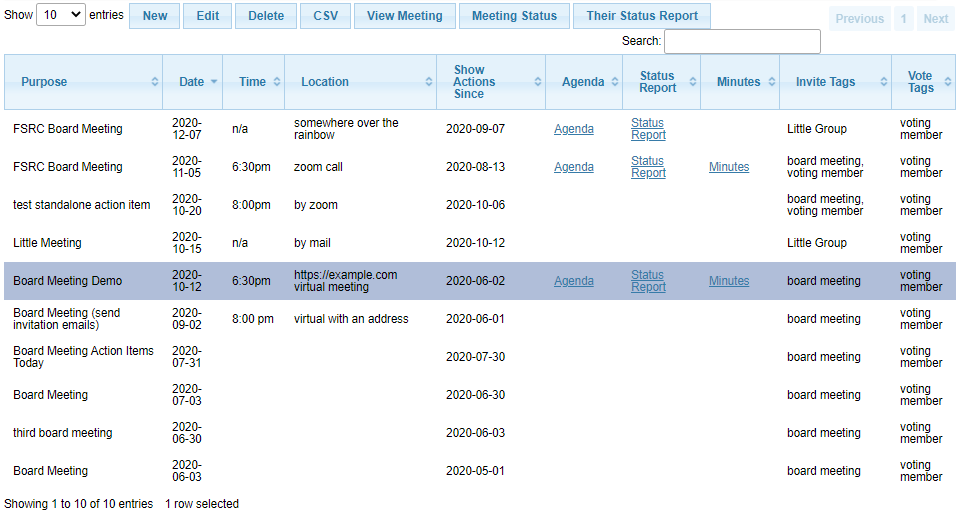 Show 10 entries New Edit Delete CSV View Meeting Meeting Status Their Status Report Previous 1 Next
Search:
Purpose Date Time Location Show Actions Since Agenda Status Report Minutes Invite Tags Vote Tags
FSRC Board Meeting 2020-12-07 n/a somewhere over the rainbow 2020-09-07 Agenda Status Report Little Group voting member
FSRC Board Meeting 2020-11-05 6:30pm zoom call 2020-08-13 Agenda Status Report Minutes board meeting, voting member voting member
test standalone action item 2020-10-20 8:00pm by zoom 2020-10-06 board meeting, voting member voting member
Little Meeting 2020-10-15 n/a by mail 2020-10-12 Little Group voting member
Board Meeting Demo 2020-10-12 6:30pm https://example.com virtual meeting 2020-06-02 Agenda Status Report Minutes board meeting voting member
Board Meeting (send invitation emails) 2020-09-02 8:00 pm virtual with an address 2020-06-01 board meeting voting member
Board Meeting Action Items Today 2020-07-31 2020-07-30 board meeting voting member
Board Meeting 2020-07-03 2020-06-30 board meeting voting member
third board meeting 2020-06-30 2020-06-03 board meeting voting member
Board Meeting 2020-06-03 2020-05-01 board meeting voting member
Showing 1 to 10 of 10 entries 1 row selected